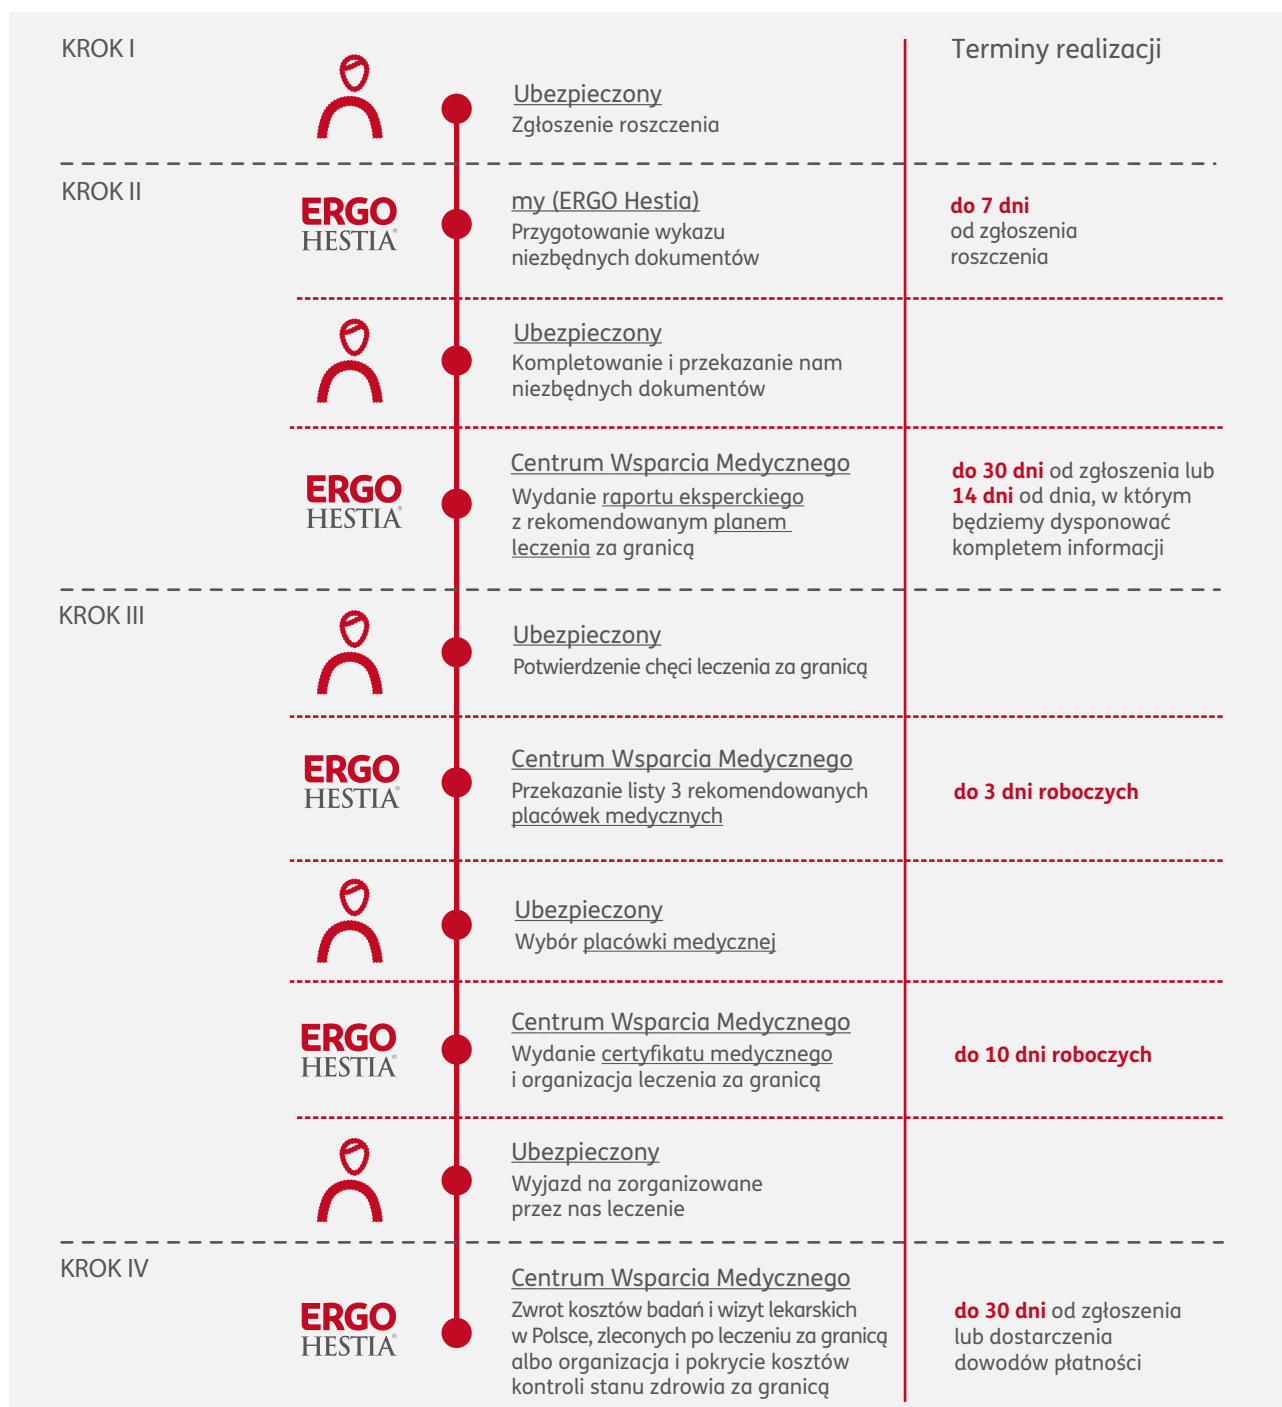 KROK I
Terminy realizacji
Ubezpieczony
Zgłoszenie roszczenia
KROK II
ERGO
HESTIA®
my (ERGO Hestia)
Przygotowanie wykazu
niezbędnych dokumentów
do 7 dni
od zgłoszenia
roszczenia
Ubezpieczony
Kompletowanie i przekazanie nam
niezbędnych dokumentów
ERGO
HESTIA®
Centrum Wsparcia Medycznego
Wydanie raportu eksperckiego
z rekomendowanym planem
leczenia za granicą
do 30 dni od zgłoszenia lub
14 dni od dnia, w którym
będziemy dysponować
kompletem informacji
KROK III
Ubezpieczony
Potwierdzenie chęci leczenia za granicą
ERGO
HESTIA®
Centrum Wsparcia Medycznego
Przekazanie listy 3 rekomendowanych
placówek medycznych
do 3 dni roboczych
Ubezpieczony
Wybór placówki medycznej
ERGO
HESTIA®
Centrum Wsparcia Medycznego
Wydanie certyfikatu medycznego
i organizacja leczenia za granicą
do 10 dni roboczych
Ubezpieczony
Wyjazd na zorganizowane
przez nas leczenie
KROK IV
ERGO
HESTIA®
Centrum Wsparcia Medycznego
Zwrot kosztów badań i wizyt lekarskich
w Polsce, zleconych po leczeniu za granicą
albo organizacja i pokrycie kosztów
kontroli stanu zdrowia za granicą
do 30 dni od zgłoszenia
lub dostarczenia
dowodów płatności